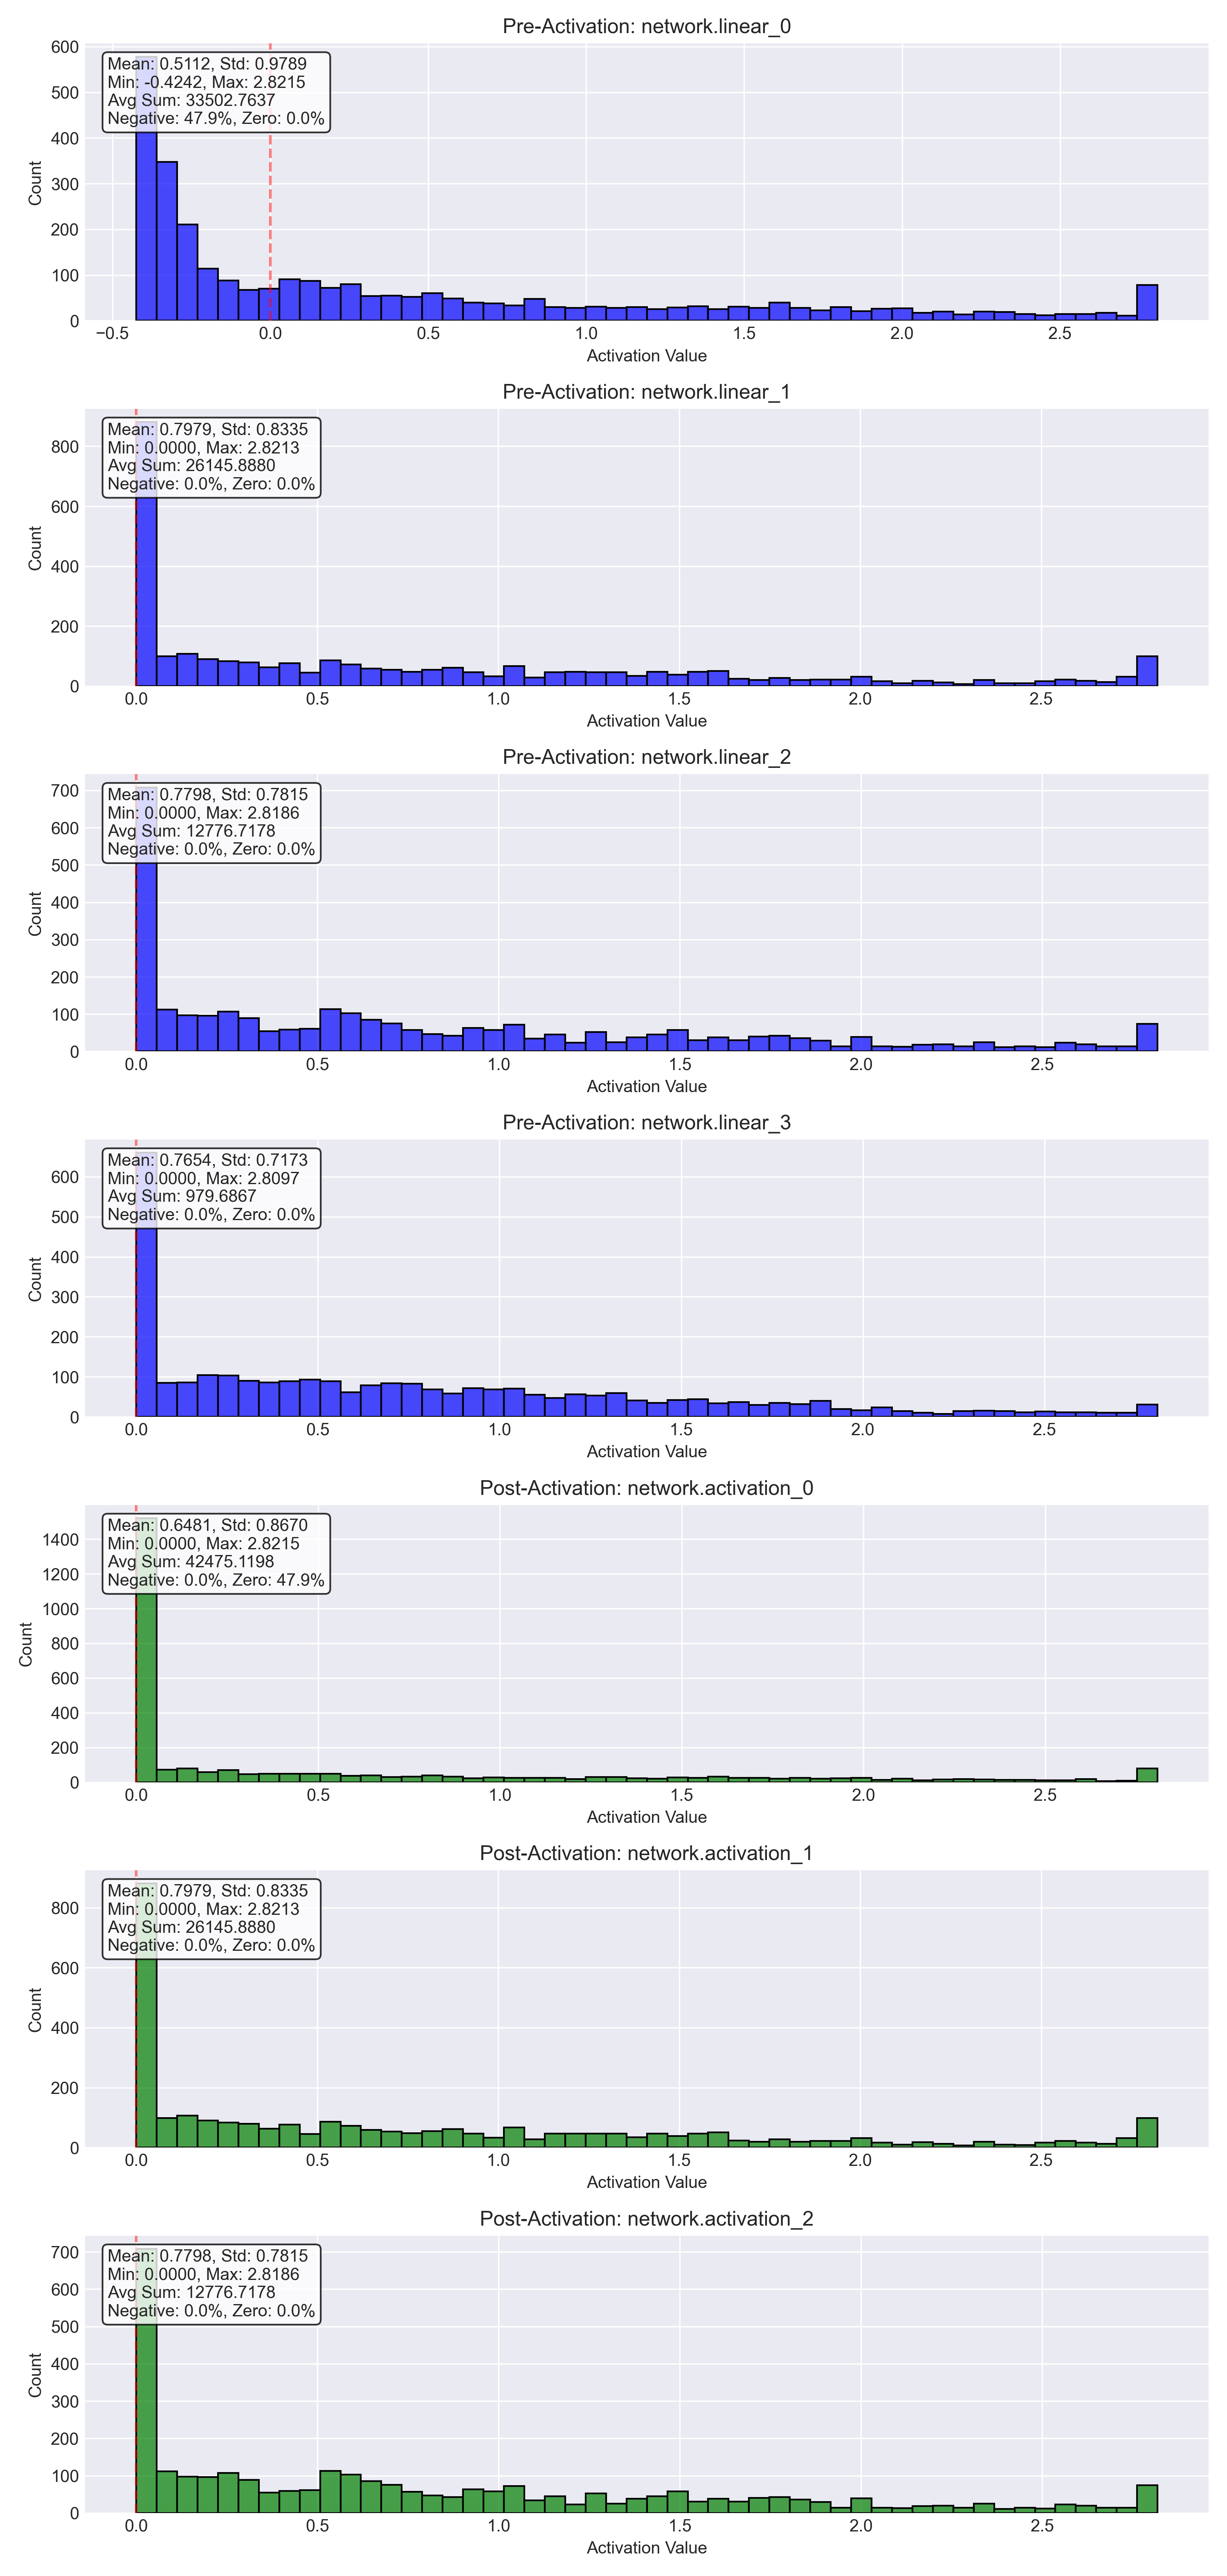 Pre-Activation: network.linear_0
Mean: 0.5112, Std: 0.9789
Min: -0.4242, Max: 2.8215
Avg Sum: 33502.7637
Negative: 47.9%, Zero: 0.0%
600
500
400
300
200
100
0
Count
−0.5 0.0 0.5 1.0 1.5 2.0 2.5
Activation Value
Pre-Activation: network.linear_1
Mean: 0.7979, Std: 0.8335
Min: 0.0000, Max: 2.8213
Avg Sum: 26145.8880
Negative: 0.0%, Zero: 0.0%
800
600
400
200
0
Count
0.0 0.5 1.0 1.5 2.0 2.5
Activation Value
Pre-Activation: network.linear_2
Mean: 0.7798, Std: 0.7815
Min: 0.0000, Max: 2.8186
Avg Sum: 12776.7178
Negative: 0.0%, Zero: 0.0%
700
600
500
400
300
200
100
0
Count
0.0 0.5 1.0 1.5 2.0 2.5
Activation Value
Pre-Activation: network.linear_3
Mean: 0.7654, Std: 0.7173
Min: 0.0000, Max: 2.8097
Avg Sum: 979.6867
Negative: 0.0%, Zero: 0.0%
600
500
400
300
200
100
0
Count
0.0 0.5 1.0 1.5 2.0 2.5
Activation Value
Post-Activation: network.activation_0
Mean: 0.6481, Std: 0.8670
Min: 0.0000, Max: 2.8215
Avg Sum: 42475.1198
Negative: 0.0%, Zero: 47.9%
1400
1200
1000
800
600
400
200
0
Count
0.0 0.5 1.0 1.5 2.0 2.5
Activation Value
Post-Activation: network.activation_1
Mean: 0.7979, Std: 0.8335
Min: 0.0000, Max: 2.8213
Avg Sum: 26145.8880
Negative: 0.0%, Zero: 0.0%
800
600
400
200
0
Count
0.0 0.5 1.0 1.5 2.0 2.5
Activation Value
Post-Activation: network.activation_2
Mean: 0.7798, Std: 0.7815
Min: 0.0000, Max: 2.8186
Avg Sum: 12776.7178
Negative: 0.0%, Zero: 0.0%
700
600
500
400
300
200
100
0
Count
0.0 0.5 1.0 1.5 2.0 2.5
Activation Value